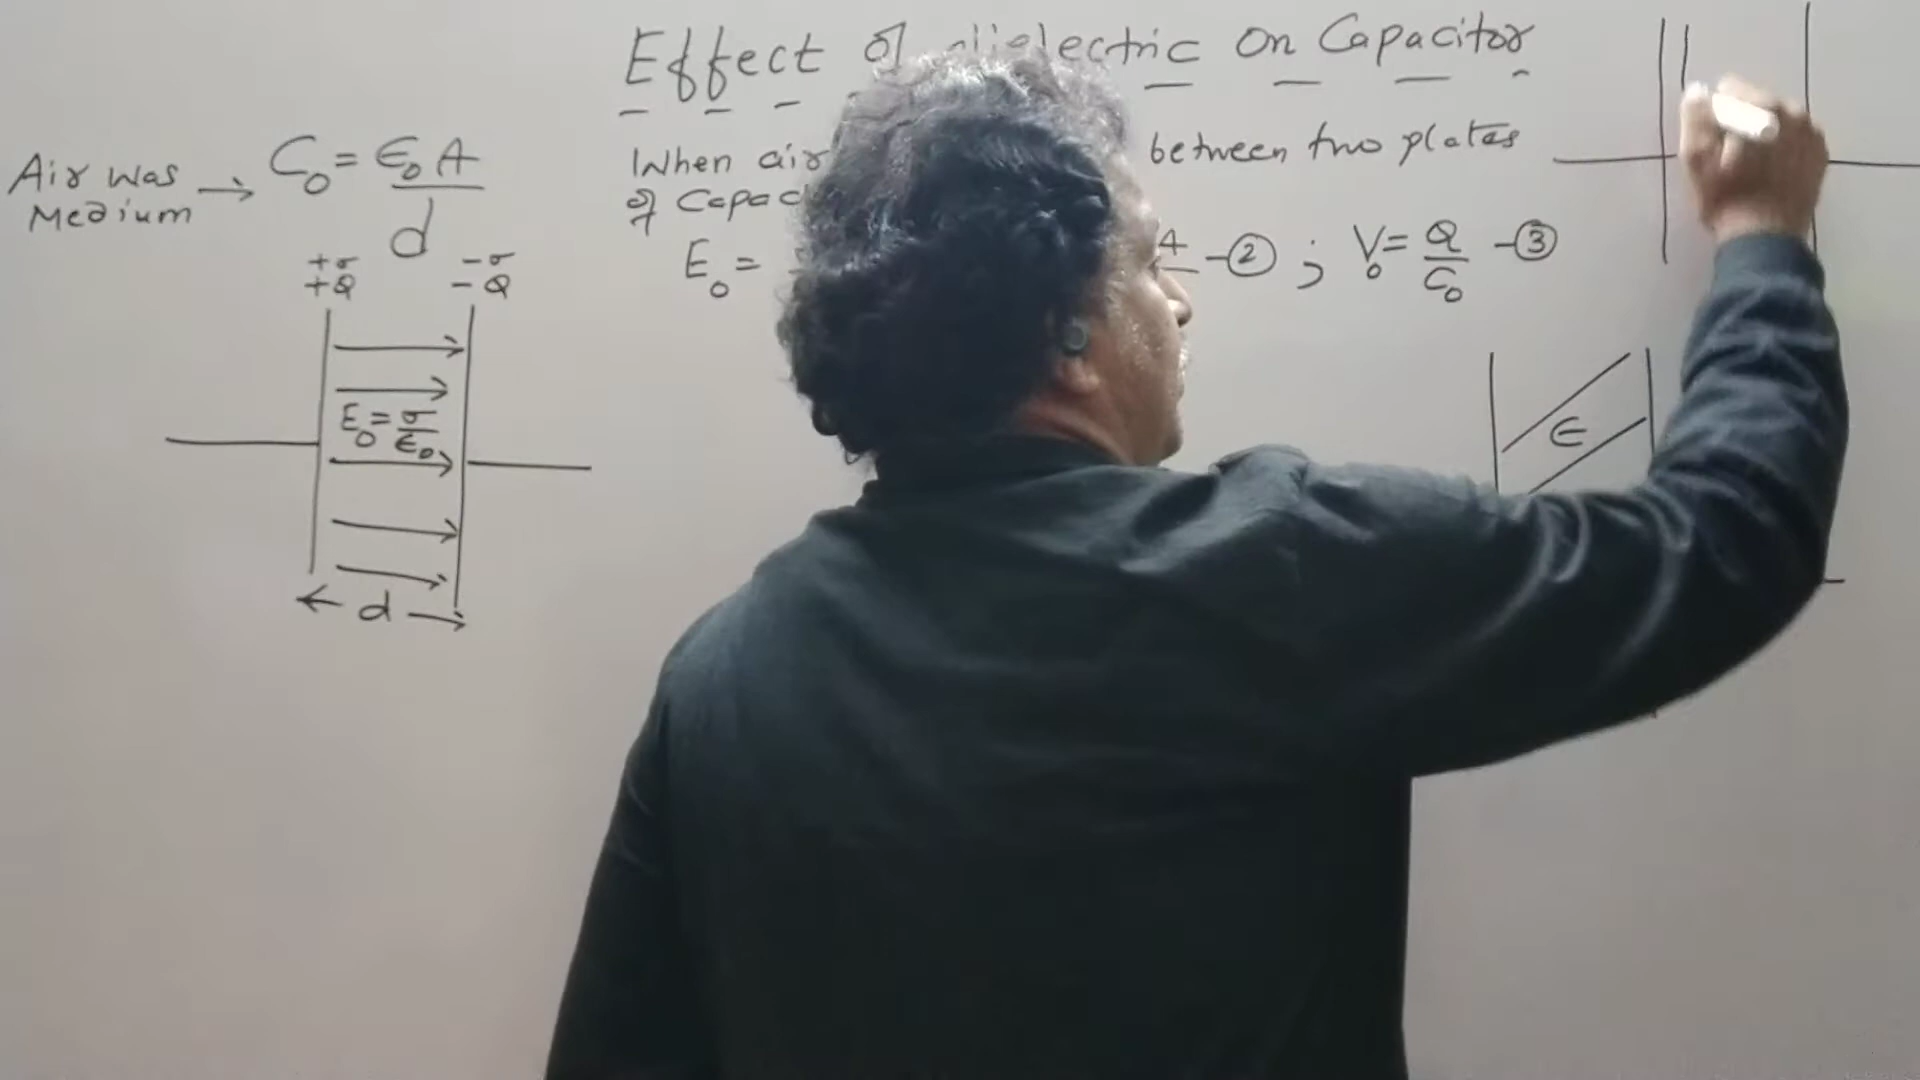 Effect of dielectric on Capacitor
When air between two plates
of Capac
E₀ = 4 -② ; V₀ = Q/C₀ -③
Air was → C₀ = ε₀A/d
Medium
+σ -σ
+Q -Q
E₀ = σ/ε₀
← d →
ε